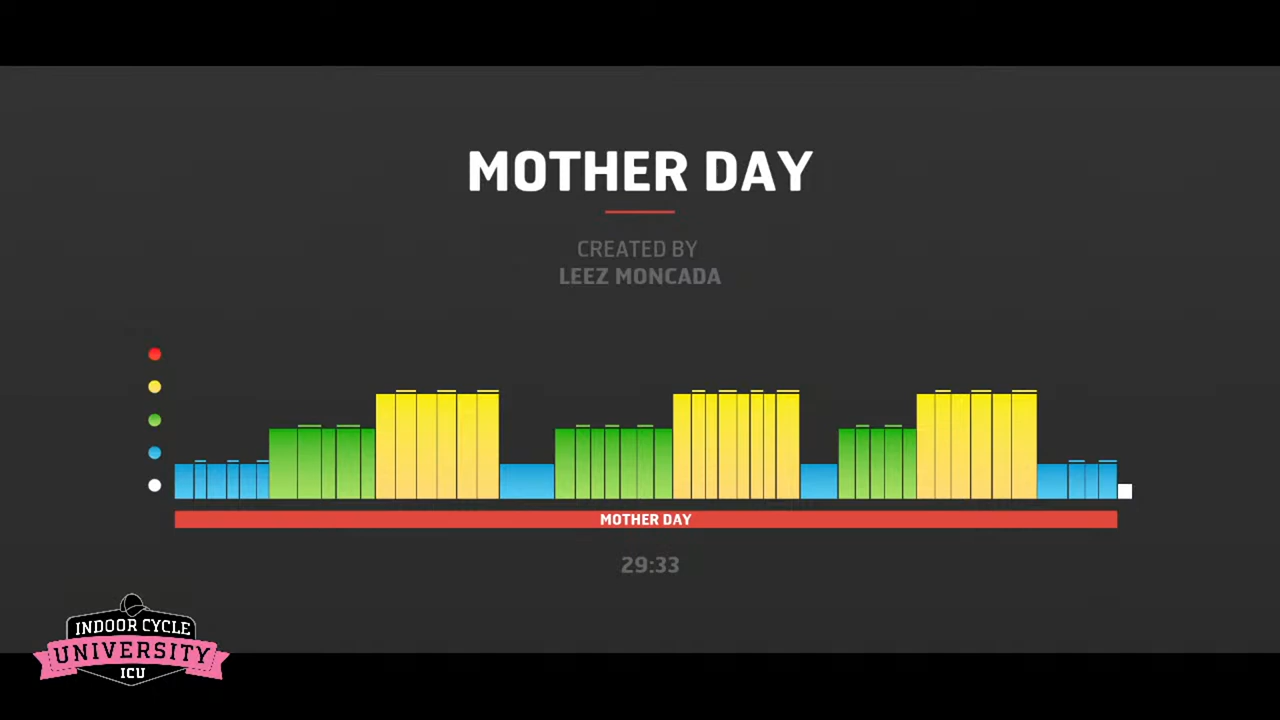 MOTHER DAY
CREATED BY
LEEZ MONCADA
MOTHER DAY
29:33
INDOOR CYCLE
UNIVERSITY
ICU